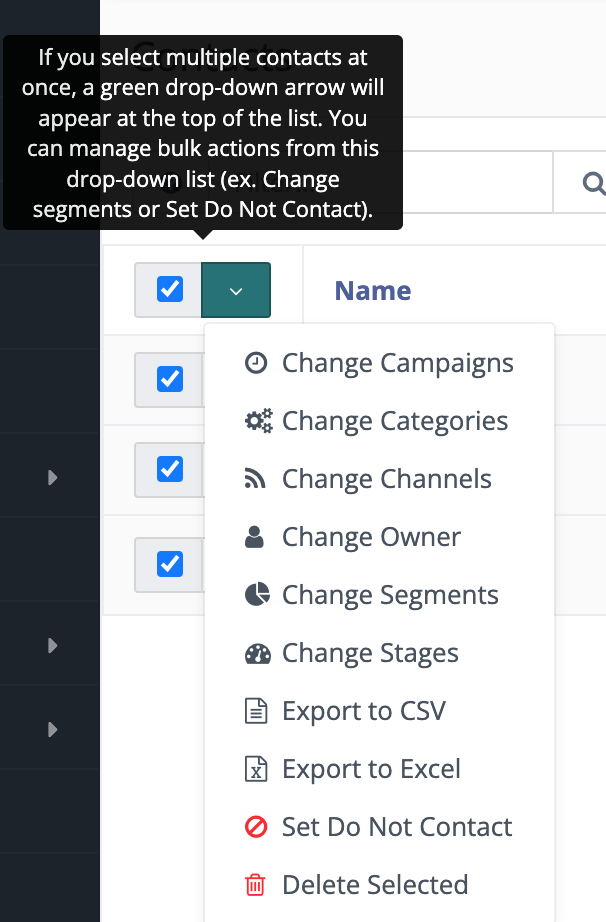 If you select multiple contacts at
once, a green drop-down arrow will
appear at the top of the list. You
can manage bulk actions from this
drop-down list (ex. Change
segments or Set Do Not Contact).
Name
Change Campaigns
Change Categories
Change Channels
Change Owner
Change Segments
Change Stages
Export to CSV
Export to Excel
Set Do Not Contact
Delete Selected